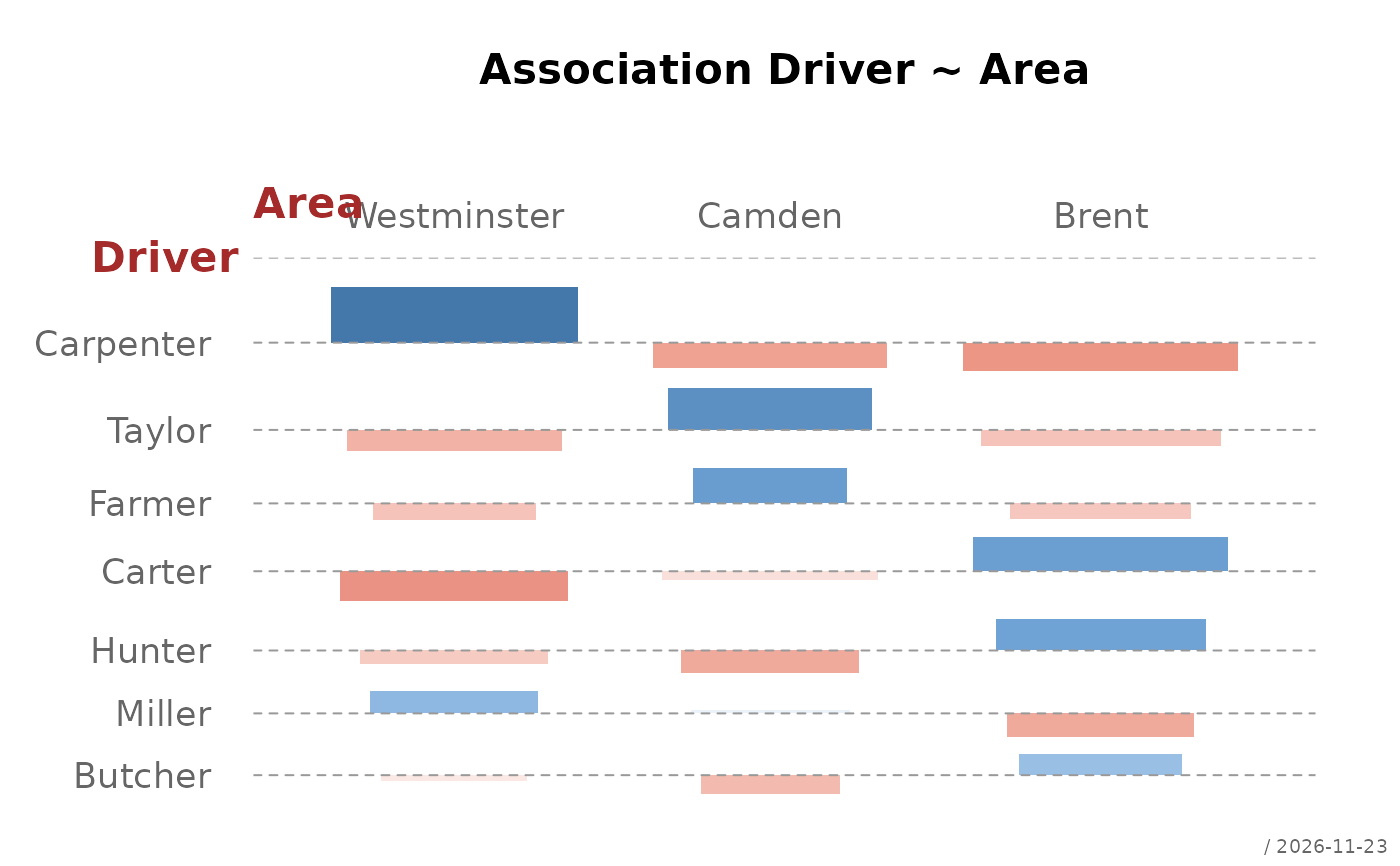 Association Driver ~ Area
Area
Westminster Camden Brent
Driver
Carpenter
Taylor
Farmer
Carter
Hunter
Miller
Butcher
/ 2026-11-23